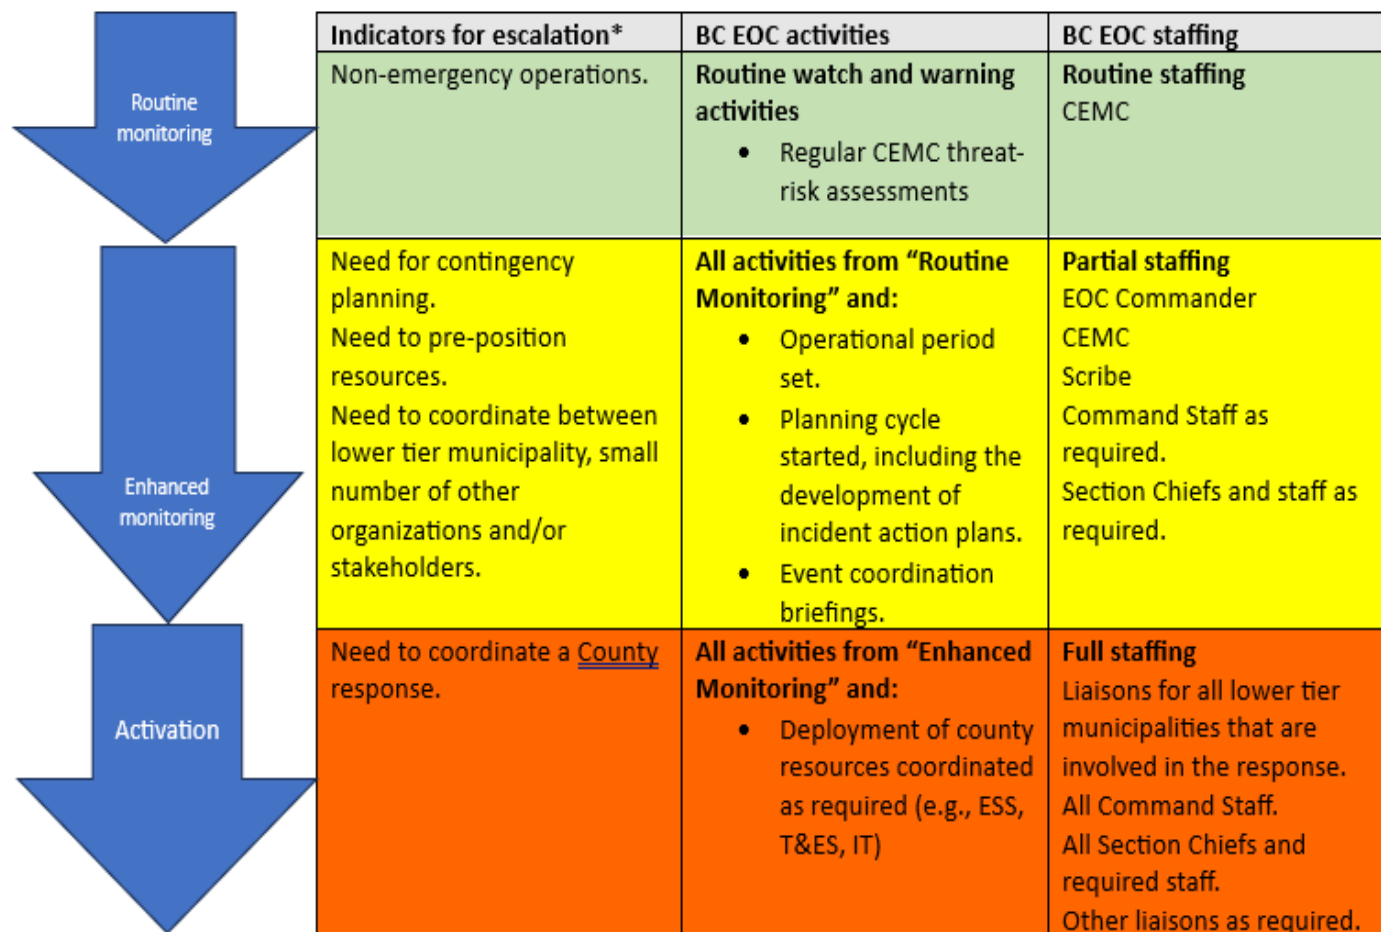 Indicators for escalation*
BC EOC activities
BC EOC staffing
Routine
monitoring
Non-emergency operations.
Routine watch and warning
activities
• Regular CEMC threat-
risk assessments
Routine staffing
CEMC
Enhanced
monitoring
Need for contingency
planning.
Need to pre-position
resources.
Need to coordinate between
lower tier municipality, small
number of other
organizations and/or
stakeholders.
All activities from “Routine
Monitoring” and:
• Operational period
set.
• Planning cycle
started, including the
development of
incident action plans.
• Event coordination
briefings.
Partial staffing
EOC Commander
CEMC
Scribe
Command Staff as
required.
Section Chiefs and staff as
required.
Activation
Need to coordinate a County
response.
All activities from “Enhanced
Monitoring” and:
• Deployment of county
resources coordinated
as required (e.g., ESS,
T&ES, IT)
Full staffing
Liaisons for all lower tier
municipalities that are
involved in the response.
All Command Staff.
All Section Chiefs and
required staff.
Other liaisons as required.